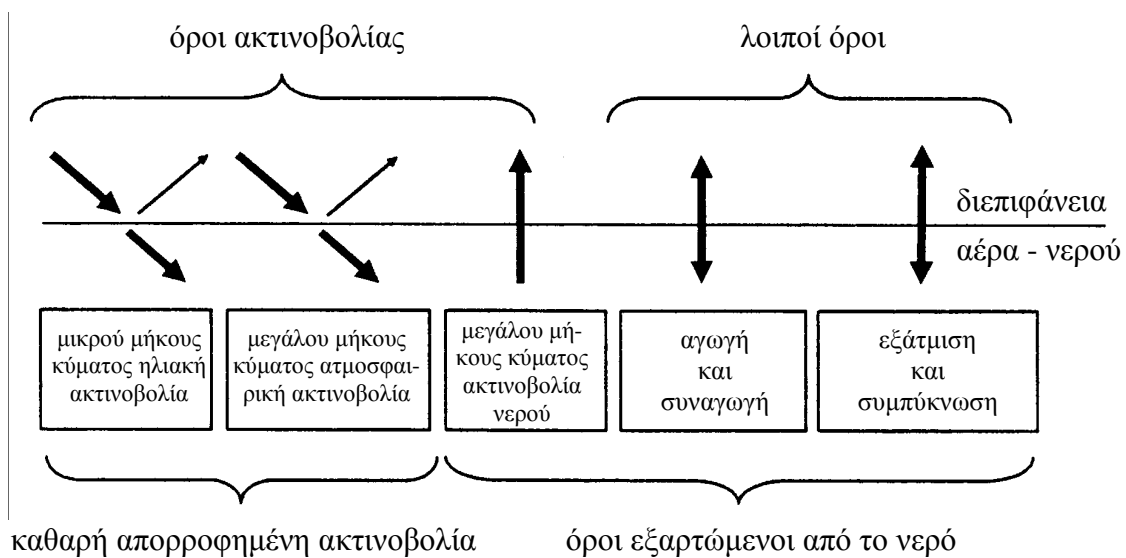 όροι ακτινοβολίας
λοιποί όροι
διεπιφάνεια
αέρα - νερού
μικρού μήκους
κύματος ηλιακή
ακτινοβολία
μεγάλου μήκους
κύματος ατμοσφαι-
ρική ακτινοβολία
μεγάλου μή-
κους κύματος
ακτινοβολία
νερού
αγωγή
και
συναγωγή
εξάτμιση
και
συμπύκνωση
καθαρή απορροφημένη ακτινοβολία
όροι εξαρτώμενοι από το νερό